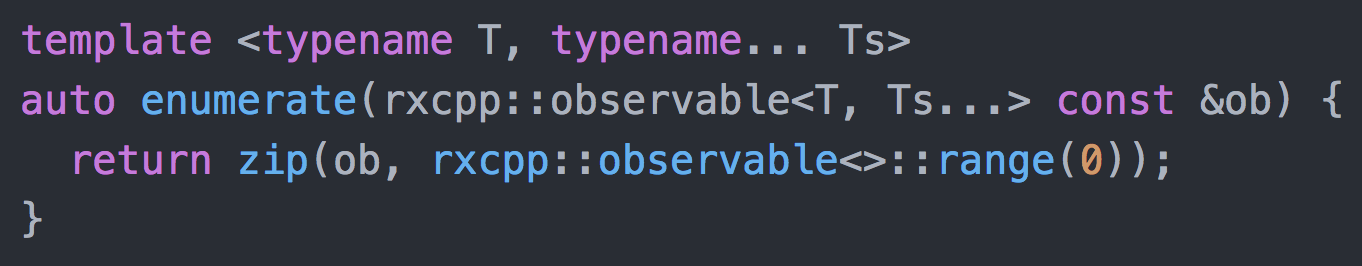 template <typename T, typename... Ts>
auto enumerate(rxcpp::observable<T, Ts...> const &ob) {
  return zip(ob, rxcpp::observable<>::range(0));
}